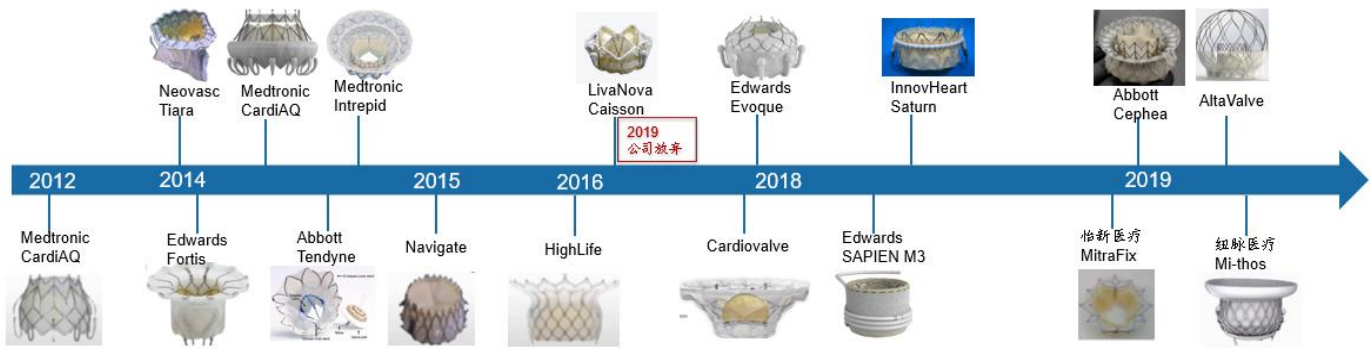 Neovasc
Tiara
Medtronic
CardiAQ
Medtronic
Intrepid
LivaNova
Caisson
2019
公司放弃
Edwards
Evoque
InnovHeart
Saturn
Abbott
Cephea
AltaValve
2012
2014
2015
2016
2018
2019
Medtronic
CardiAQ
Edwards
Fortis
Abbott
Tendyne
Navigate
HighLife
Cardiovalve
Edwards
SAPIEN M3
怡新医疗
MitraFix
纽脉医疗
Mi-thos